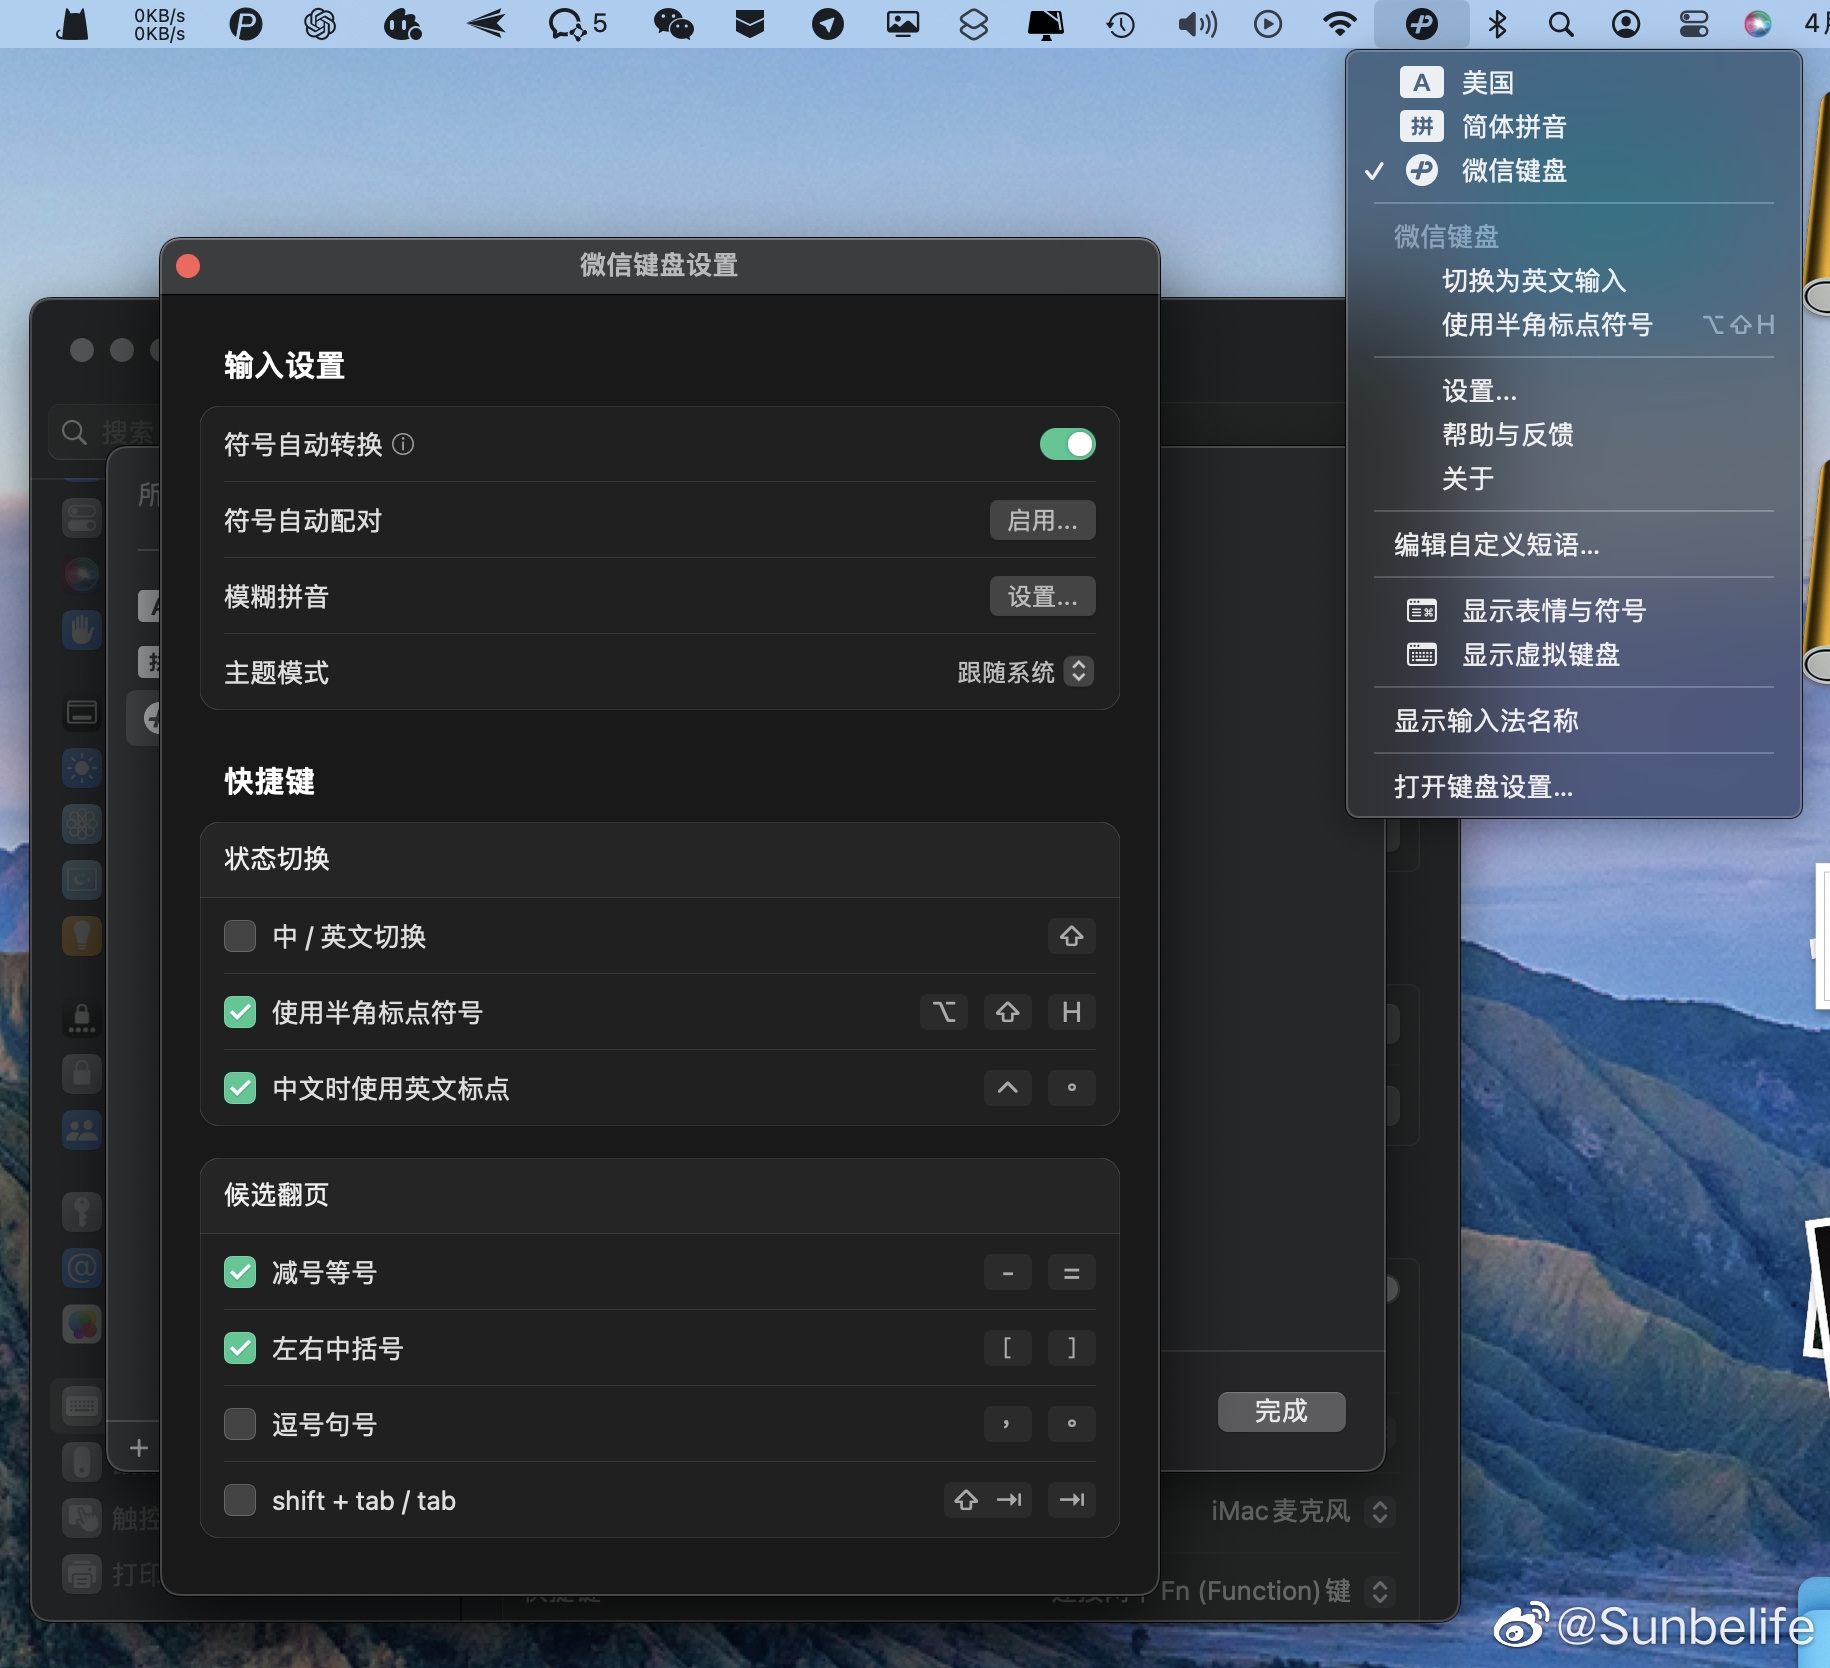 0KB/s
0KB/s
5
4月
A 美国
拼 简体拼音
微信键盘
微信键盘
切换为英文输入
使用半角标点符号 ⌥⇧H
设置...
帮助与反馈
关于
编辑自定义短语...
显示表情与符号
显示虚拟键盘
显示输入法名称
打开键盘设置...
微信键盘设置
搜索
所
A
输入设置
符号自动转换
符号自动配对 启用...
模糊拼音 设置...
主题模式 跟随系统
快捷键
状态切换
中 / 英文切换 ⇧
使用半角标点符号 ⌥ ⇧ H
中文时使用英文标点 ^ 。
候选翻页
减号等号 - =
左右中括号 [ ]
逗号句号 ， 。
shift + tab / tab ⇧ ⇥ ⇥
完成
+
触控
iMac麦克风
打印
Fn (Function) 键
@Sunbelife